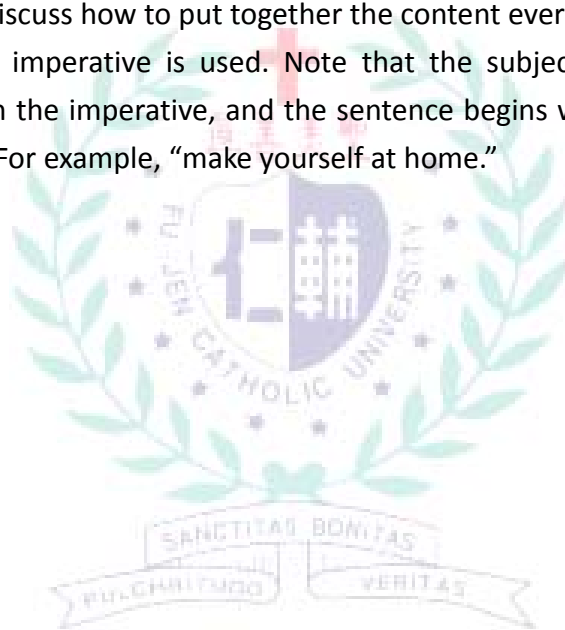 iscuss how to put together the content ever
imperative is used. Note that the subjec
n the imperative, and the sentence begins w
For example, “make yourself at home.”
FU JEN CATHOLIC UNIVERSITY
SANCTITAS BONITAS
PULCHRITUDO VERITAS